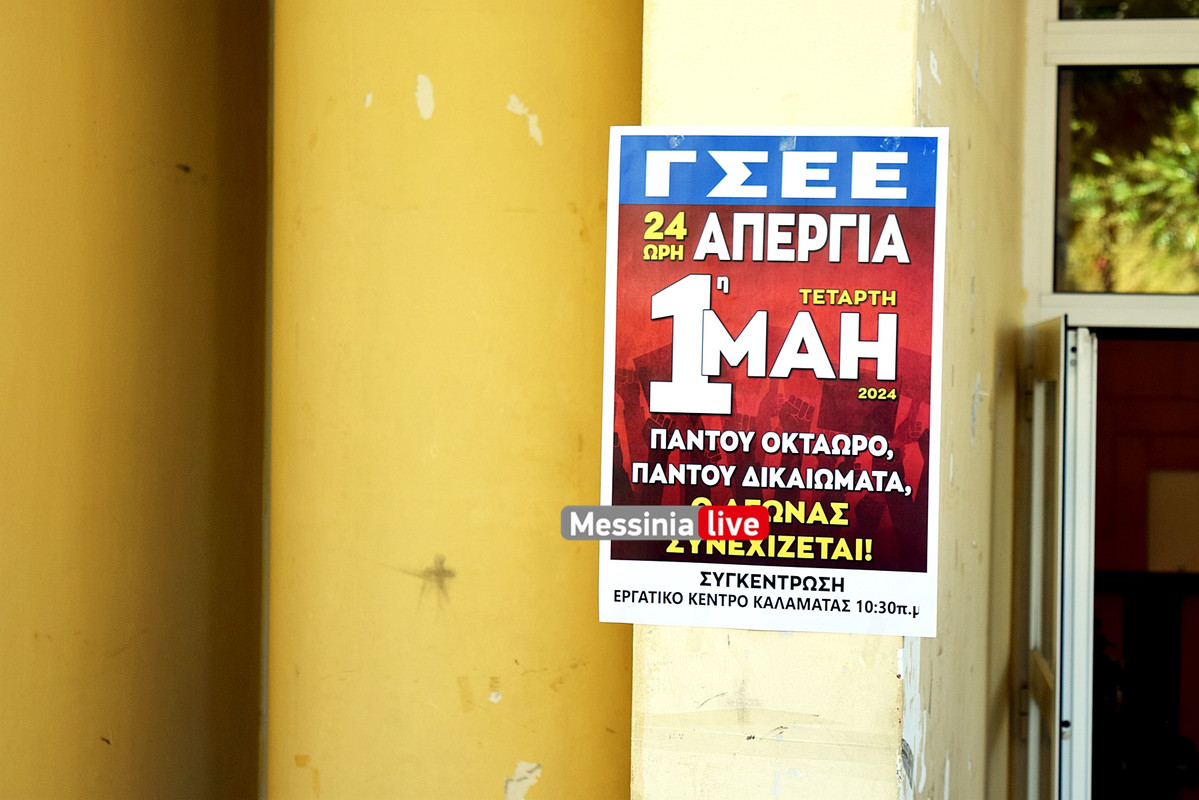 ΓΣΕΕ
24 ΩΡΗ ΑΠΕΡΓΙΑ
1η ΤΕΤΑΡΤΗ
ΜΑΗ
2024
ΠΑΝΤΟΥ ΟΚΤΑΩΡΟ,
ΠΑΝΤΟΥ ΔΙΚΑΙΩΜΑΤΑ,
Ο ΑΓΩΝΑΣ
Messinia live
ΣΥΝΕΧΙΖΕΤΑΙ!
ΣΥΓΚΕΝΤΡΩΣΗ
ΕΡΓΑΤΙΚΟ ΚΕΝΤΡΟ ΚΑΛΑΜΑΤΑΣ 10:30π.μ